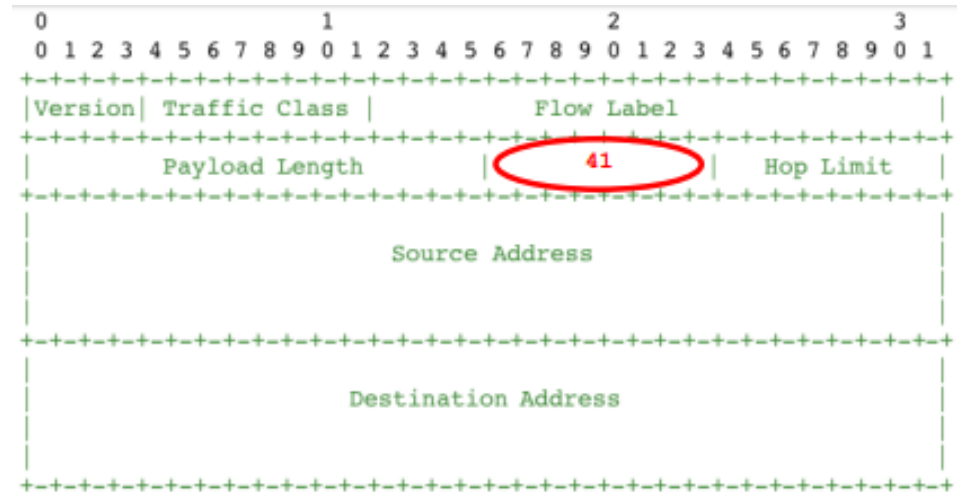 0                   1                   2                   3
0 1 2 3 4 5 6 7 8 9 0 1 2 3 4 5 6 7 8 9 0 1 2 3 4 5 6 7 8 9 0 1
+-+-+-+-+-+-+-+-+-+-+-+-+-+-+-+-+-+-+-+-+-+-+-+-+-+-+-+-+-+-+-+-+
|Version| Traffic Class | Flow Label |
+-+-+-+-+-+-+-+-+-+-+-+-+-+-+-+-+-+-+-+-+-+-+-+-+-+-+-+-+-+-+-+-+
| Payload Length | 41 | Hop Limit |
+-+-+-+-+-+-+-+-+-+-+-+-+-+-+-+-+-+-+-+-+-+-+-+-+-+-+-+-+-+-+-+-+
| |
| Source Address |
| |
| |
+-+-+-+-+-+-+-+-+-+-+-+-+-+-+-+-+-+-+-+-+-+-+-+-+-+-+-+-+-+-+-+-+
| |
| Destination Address |
| |
| |
+-+-+-+-+-+-+-+-+-+-+-+-+-+-+-+-+-+-+-+-+-+-+-+-+-+-+-+-+-+-+-+-+